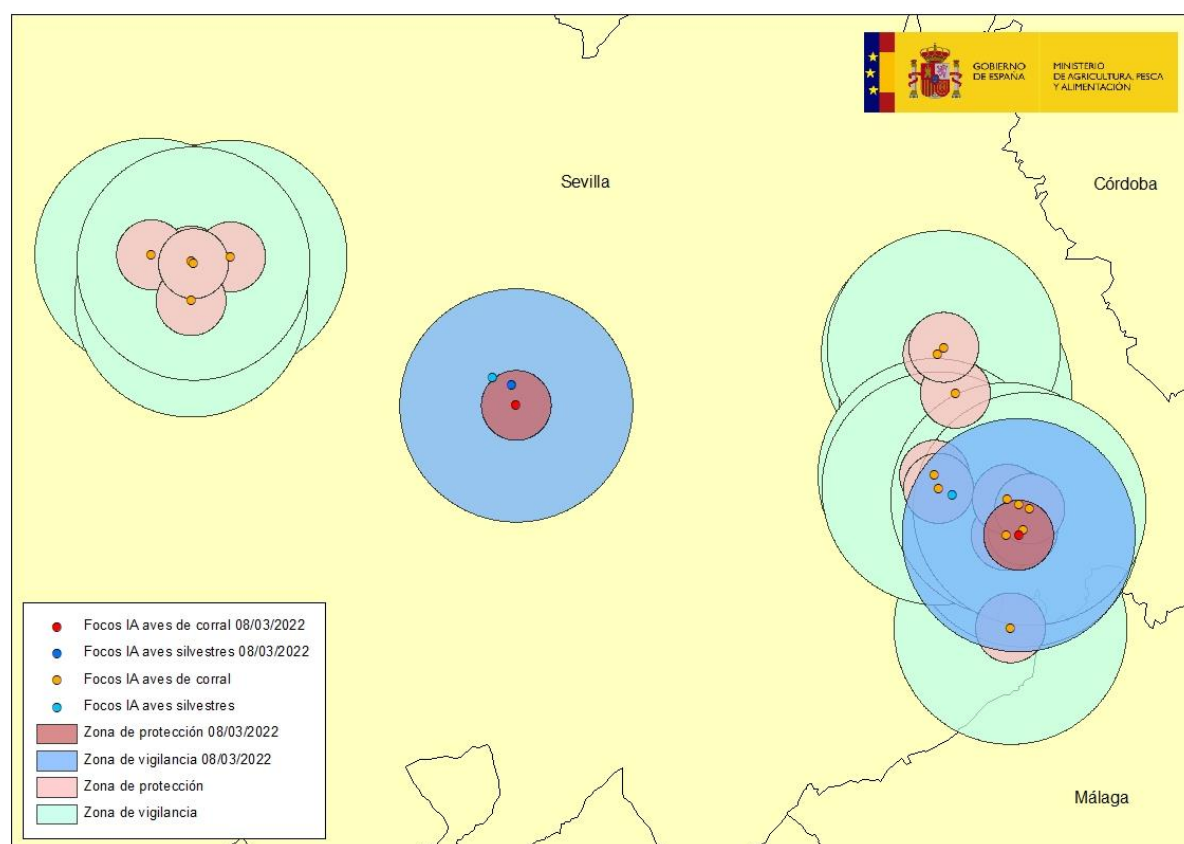 GOBIERNO
DE ESPAÑA
MINISTERIO
DE AGRICULTURA, PESCA
Y ALIMENTACIÓN
Sevilla
Córdoba
Málaga
Focos IA aves de corral 08/03/2022
Focos IA aves silvestres 08/03/2022
Focos IA aves de corral
Focos IA aves silvestres
Zona de protección 08/03/2022
Zona de vigilancia 08/03/2022
Zona de protección
Zona de vigilancia